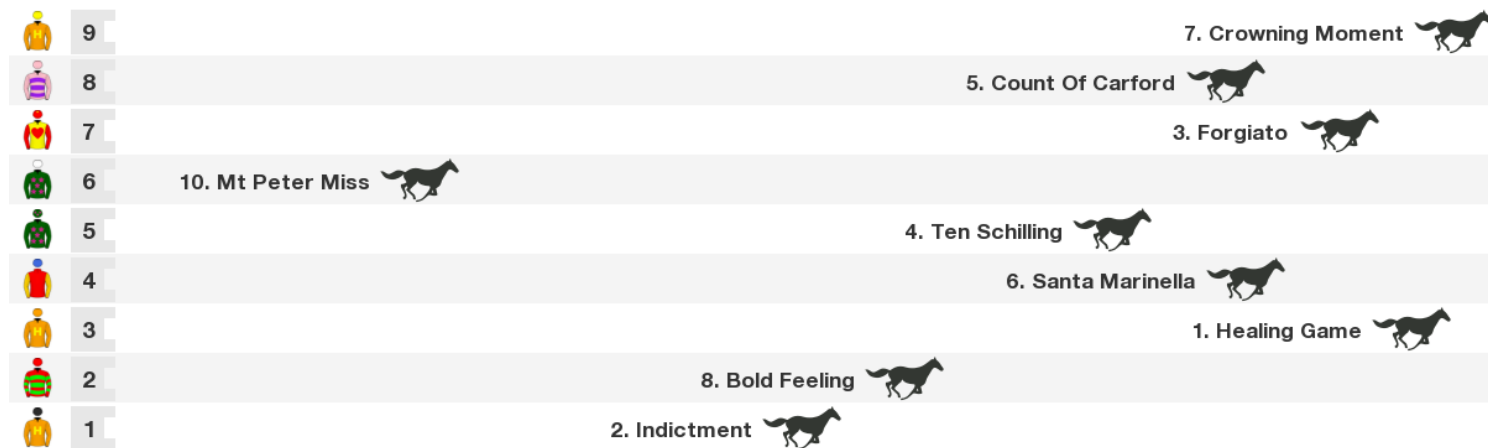 9 7. Crowning Moment
8 5. Count Of Carford
7 3. Forgiato
6 10. Mt Peter Miss
5 4. Ten Schilling
4 6. Santa Marinella
H 3 1. Healing Game
2 8. Bold Feeling
H 1 2. Indictment